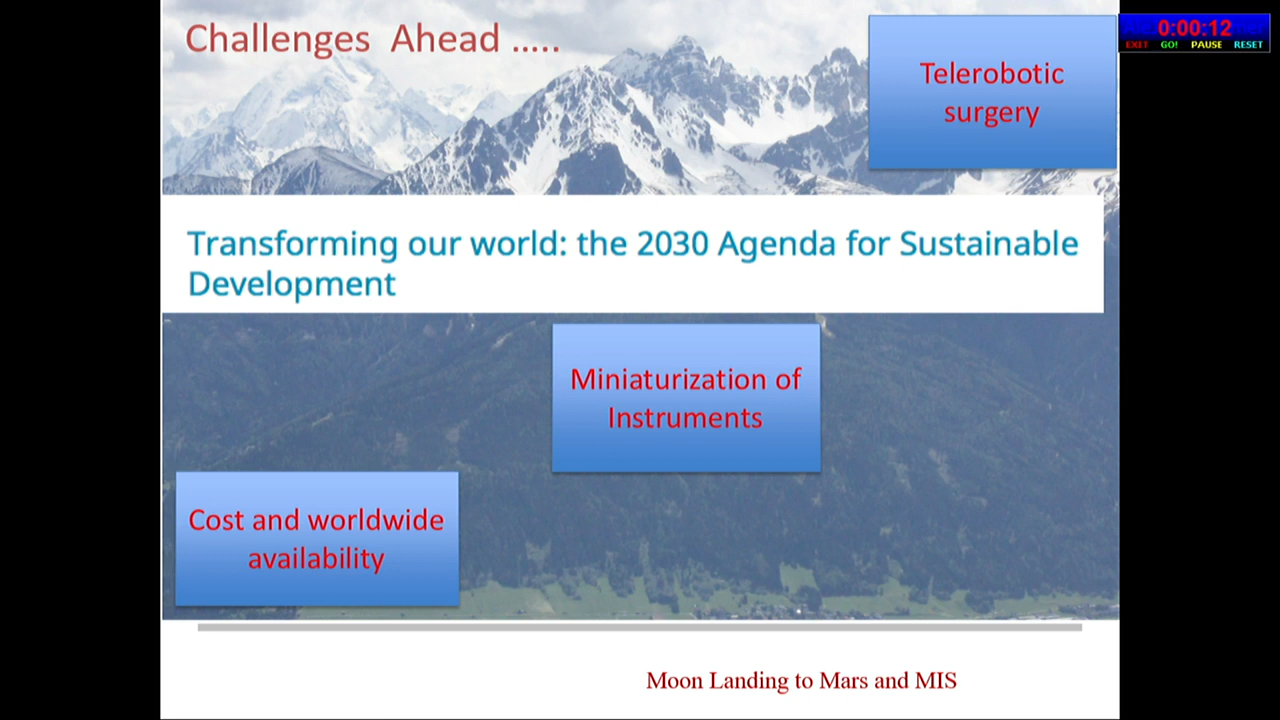 Challenges  Ahead .....
0:00:12
EXIT GO! PAUSE RESET
Telerobotic
surgery
Transforming our world: the 2030 Agenda for Sustainable
Development
Miniaturization of
Instruments
Cost and worldwide
availability
Moon Landing to Mars and MIS